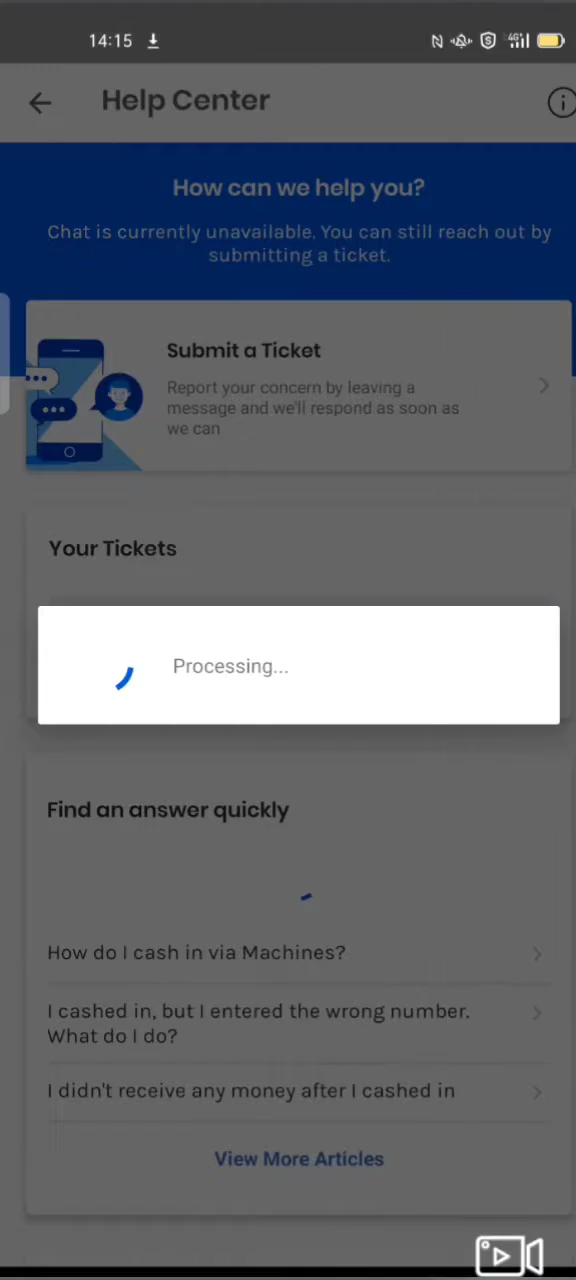 14:15
4G
Help Center
How can we help you?
Chat is currently unavailable. You can still reach out by
submitting a ticket.
Submit a Ticket
Report your concern by leaving a
message and we'll respond as soon as
we can
Your Tickets
Processing...
Find an answer quickly
How do I cash in via Machines?
I cashed in, but I entered the wrong number.
What do I do?
I didn't receive any money after I cashed in
View More Articles